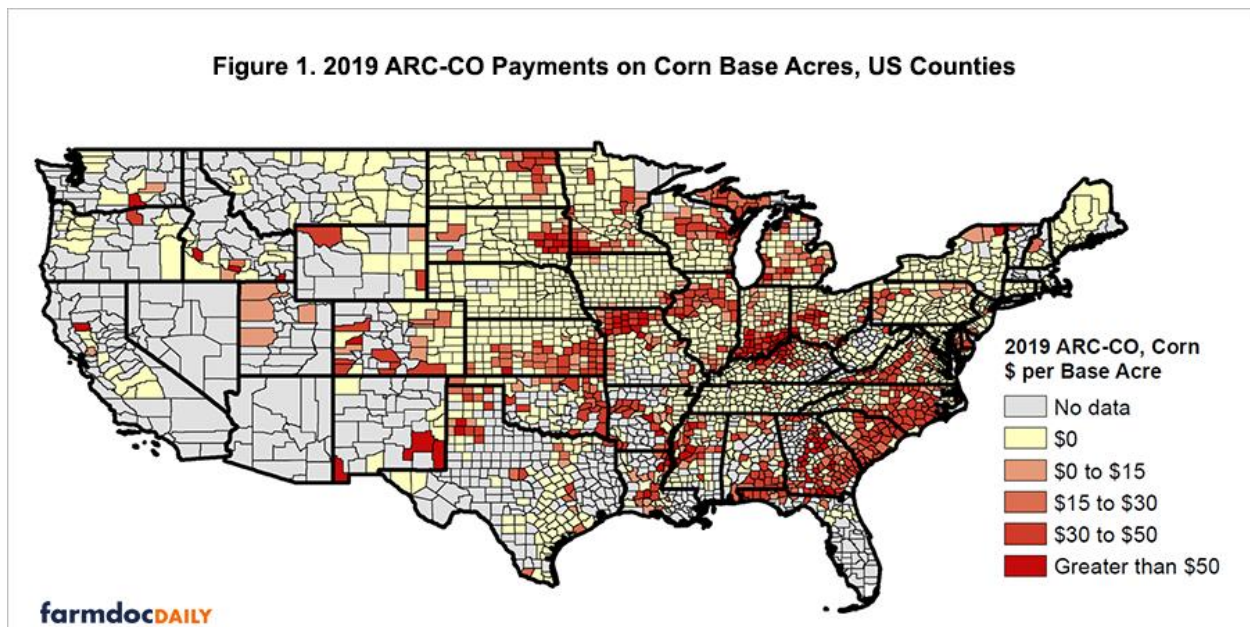 Figure 1. 2019 ARC-CO Payments on Corn Base Acres, US Counties
2019 ARC-CO, Corn
$ per Base Acre
No data
$0
$0 to $15
$15 to $30
$30 to $50
Greater than $50
farmdocDAILY